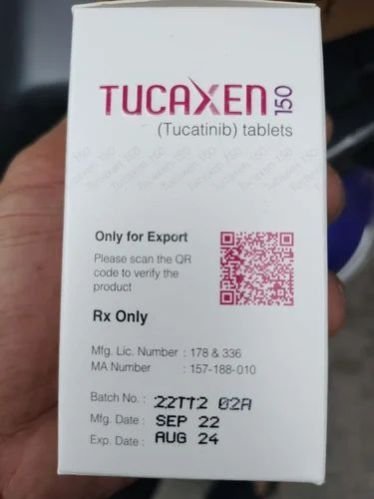 TUCAXEN 150
(Tucatinib) tablets
Only for Export
Please scan the QR
code to verify the
product
Rx Only
Mfg. Lic. Number : 178 & 336
MA Number : 157-188-010
Batch No. : 22TT2 02A
Mfg. Date : SEP 22
Exp. Date : AUG 24